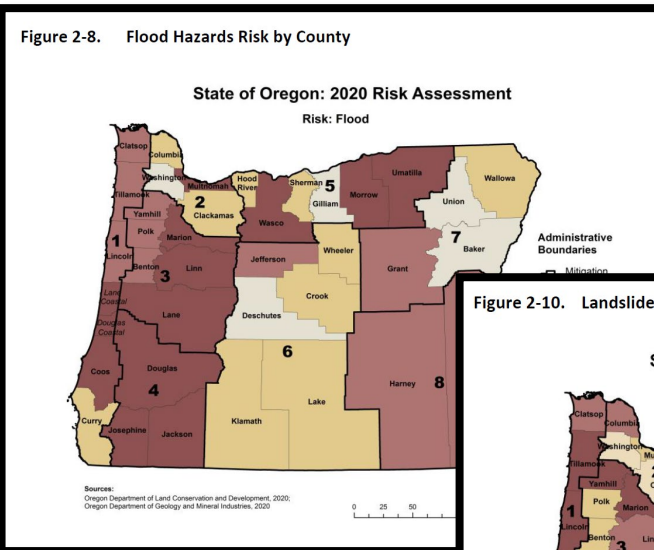 Figure 2-8. Flood Hazards Risk by County
State of Oregon: 2020 Risk Assessment
Risk: Flood
Clatsop
Columbia
Washington
Tillamook
Multnomah
Hood
River
Sherman
5
Gilliam
Morrow
Umatilla
Union
Wallowa
2
Clackamas
Yamhill
Polk
Marion
Wasco
Wheeler
7
Baker
1
Lincoln
Benton
3
Linn
Jefferson
Grant
Crook
Lane
Coastal
Lane
Deschutes
Douglas
Coastal
6
Coos
Douglas
4
Harney
8
Lake
Klamath
Curry
Josephine
Jackson
Administrative
Boundaries
Mitigation
Sources:
Oregon Department of Land Conservation and Development, 2020;
Oregon Department of Geology and Mineral Industries, 2020
0 25 50
Figure 2-10. Landslide
Clatsop
Columbia
Washington
Tillamook
Yamhill
Polk
Marion
1
Lincoln
Benton
3